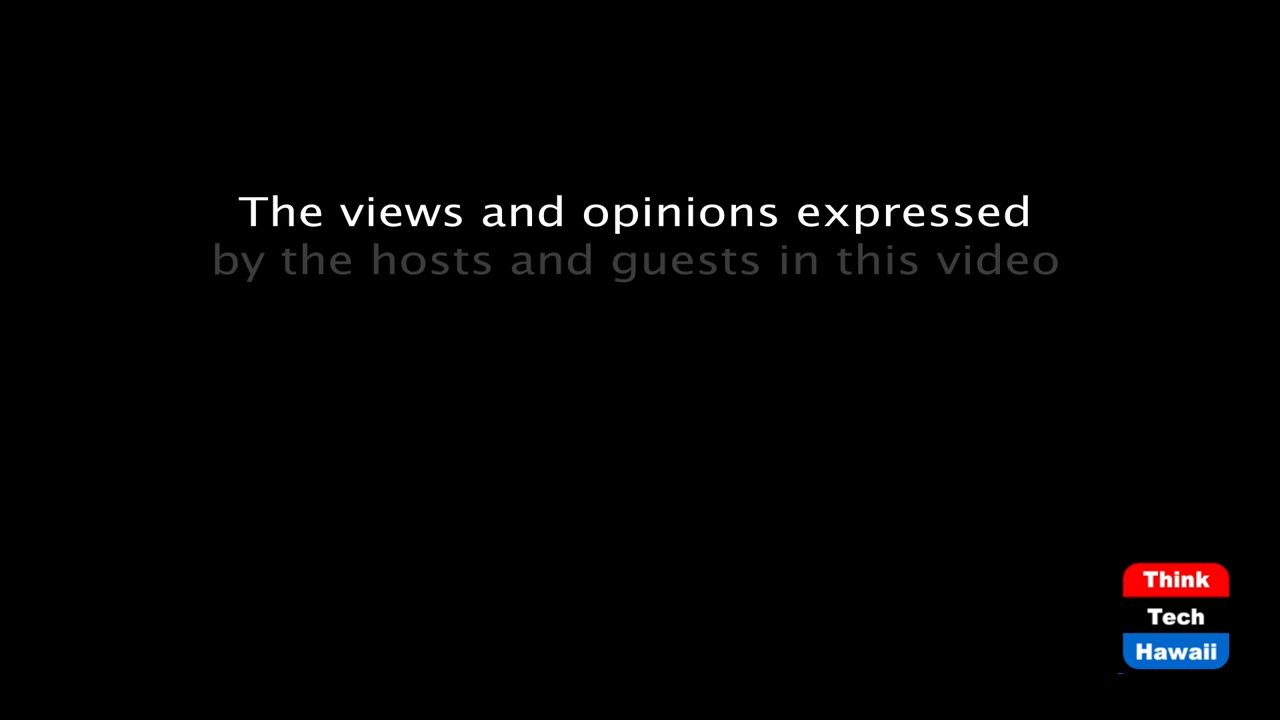 The views and opinions expressed
by the hosts and guests in this video
Think
Tech
Hawaii